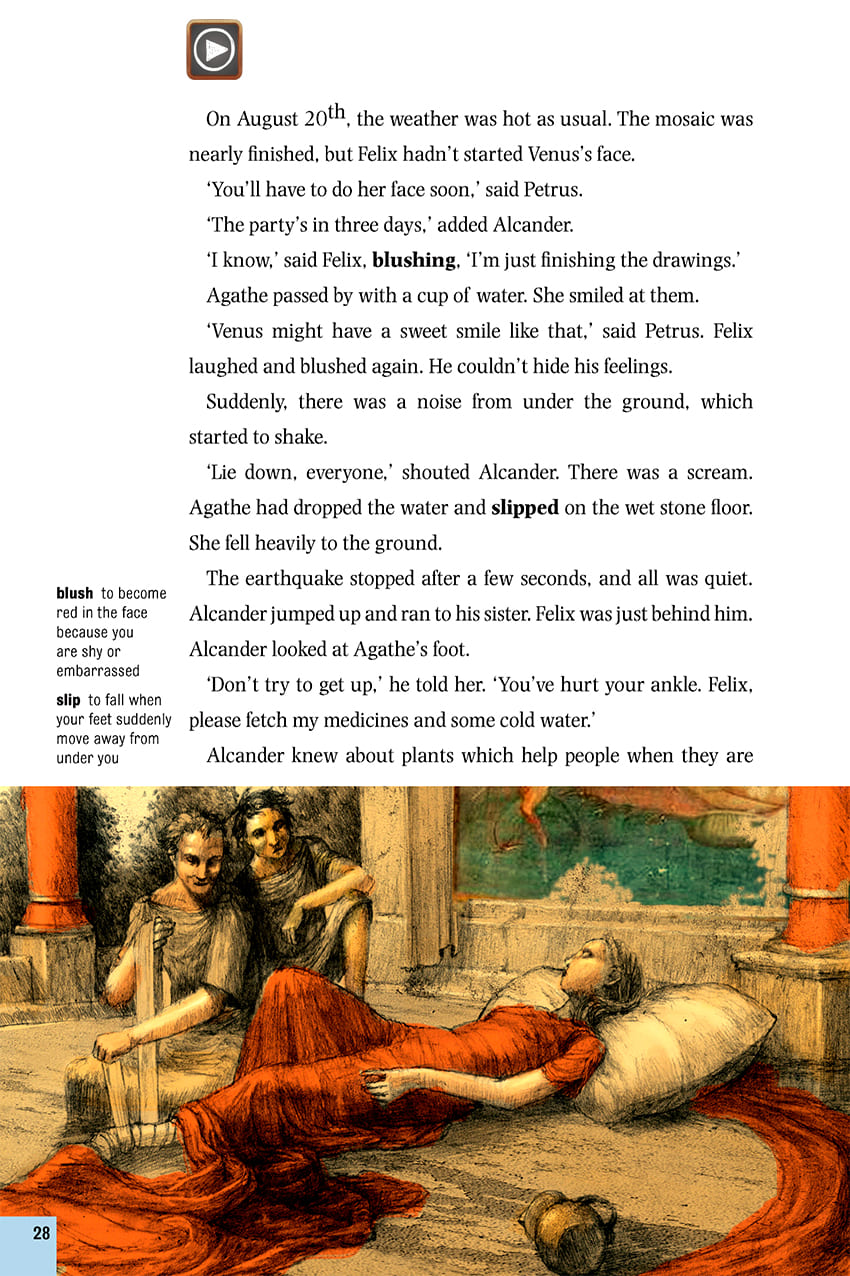 On August 20th, the weather was hot as usual. The mosaic was
nearly finished, but Felix hadn’t started Venus’s face.
‘You’ll have to do her face soon,’ said Petrus.
‘The party’s in three days,’ added Alcander.
‘I know,’ said Felix, blushing, ‘I’m just finishing the drawings.’
Agathe passed by with a cup of water. She smiled at them.
‘Venus might have a sweet smile like that,’ said Petrus. Felix
laughed and blushed again. He couldn’t hide his feelings.
Suddenly, there was a noise from under the ground, which
started to shake.
‘Lie down, everyone,’ shouted Alcander. There was a scream.
Agathe had dropped the water and slipped on the wet stone floor.
She fell heavily to the ground.
The earthquake stopped after a few seconds, and all was quiet.
Alcander jumped up and ran to his sister. Felix was just behind him.
Alcander looked at Agathe’s foot.
‘Don’t try to get up,’ he told her. ‘You’ve hurt your ankle. Felix,
please fetch my medicines and some cold water.’
Alcander knew about plants which help people when they are
blush to become
red in the face
because you
are shy or
embarrassed
slip to fall when
your feet suddenly
move away from
under you
28